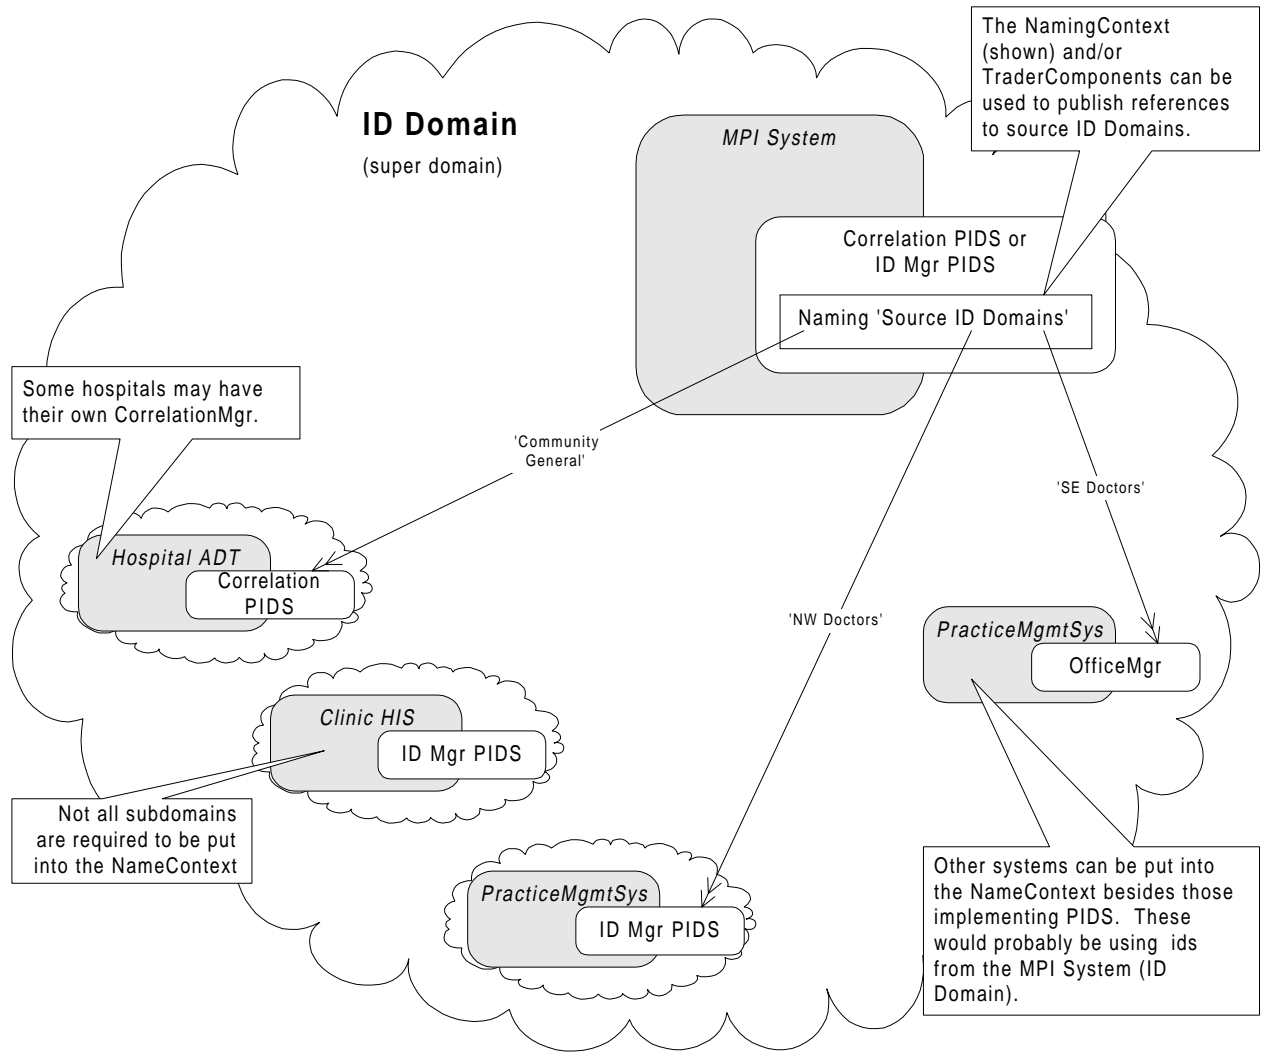 The NamingContext
(shown) and/or
TraderComponents can be
used to publish references
to source ID Domains.
ID Domain
(super domain)
MPI System
Correlation PIDS or
ID Mgr PIDS
Naming 'Source ID Domains'
Some hospitals may have
their own CorrelationMgr.
'Community
General'
'SE Doctors'
Hospital ADT
Correlation
PIDS
'NW Doctors'
PracticeMgmtSys
OfficeMgr
Clinic HIS
ID Mgr PIDS
Not all subdomains
are required to be put
into the NameContext
PracticeMgmtSys
ID Mgr PIDS
Other systems can be put into
the NameContext besides those
implementing PIDS. These
would probably be using ids
from the MPI System (ID
Domain).